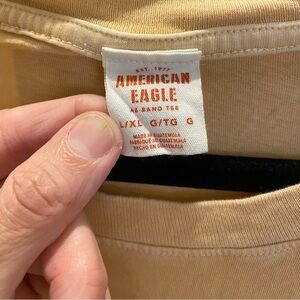 EST. 1977
AMERICAN
EAGLE
AE BAND TEE
L/XL G/TG G
MADE IN GUATEMALA
FABRIQUÉ AU GUATEMALA
HECHO EN GUATEMALA